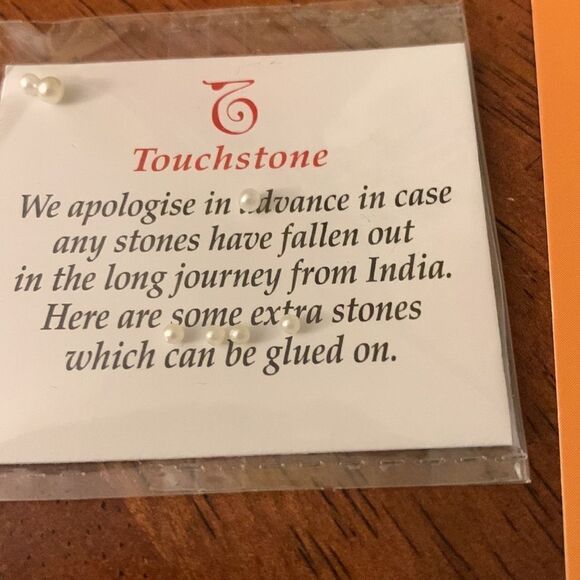 Touchstone
We apologise in advance in case
any stones have fallen out
in the long journey from India.
Here are some extra stones
which can be glued on.